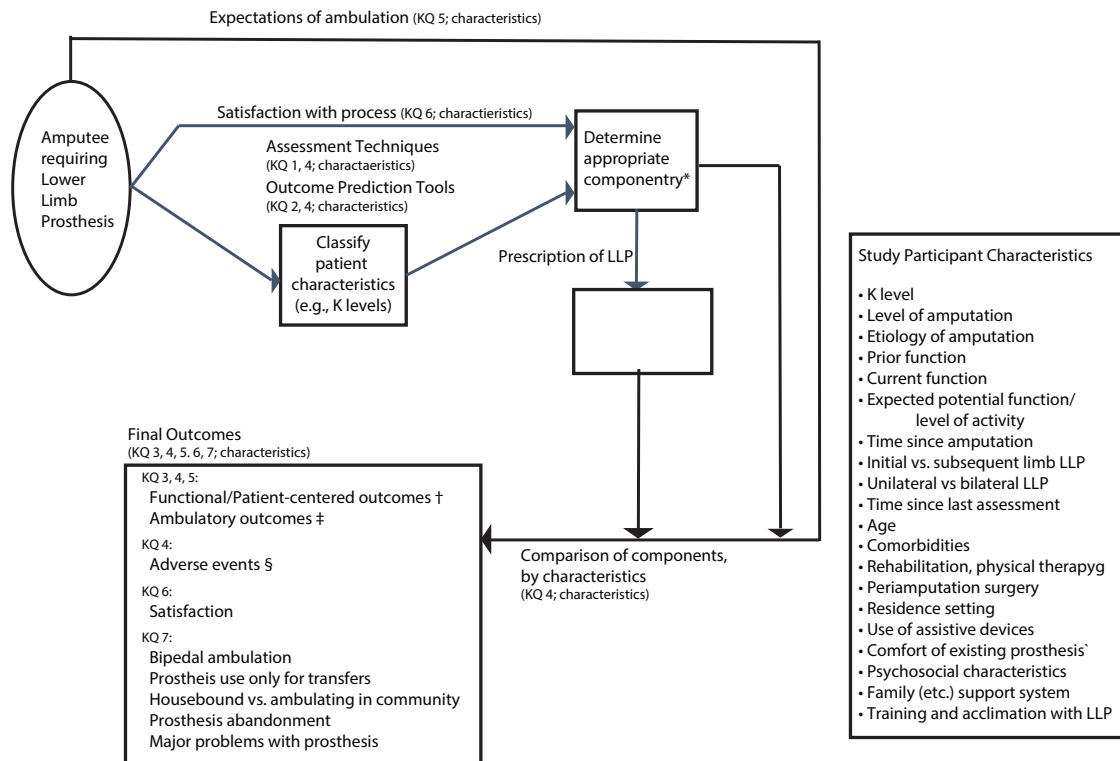 Expectations of ambulation (KQ 5; characteristics)
Amputee
requiring
Lower
Limb
Prosthesis
Satisfaction with process (KQ 6; charactieristics)
Assessment Techniques
(KQ 1, 4; charactaeristics)
Outcome Prediction Tools
(KQ 2, 4; characteristics)
Classify
patient
characteristics
(e.g., K levels)
Determine
appropriate
componentry*
Prescription of LLP
Final Outcomes
(KQ 3, 4, 5. 6, 7; characteristics)
KQ 3, 4, 5:
Functional/Patient-centered outcomes †
Ambulatory outcomes ‡
KQ 4:
Adverse events §
KQ 6:
Satisfaction
KQ 7:
Bipedal ambulation
Prostheis use only for transfers
Housebound vs. ambulating in community
Prosthesis abandonment
Major problems with prosthesis
Comparison of components,
by characteristics
(KQ 4; characteristics)
Study Participant Characteristics
• K level
• Level of amputation
• Etiology of amputation
• Prior function
• Current function
• Expected potential function/
level of activity
• Time since amputation
• Initial vs. subsequent limb LLP
• Unilateral vs bilateral LLP
• Time since last assessment
• Age
• Comorbidities
• Rehabilitation, physical therapyg
• Periamputation surgery
• Residence setting
• Use of assistive devices
• Comfort of existing prosthesis`
• Psychosocial characteristics
• Family (etc.) support system
• Training and acclimation with LLP